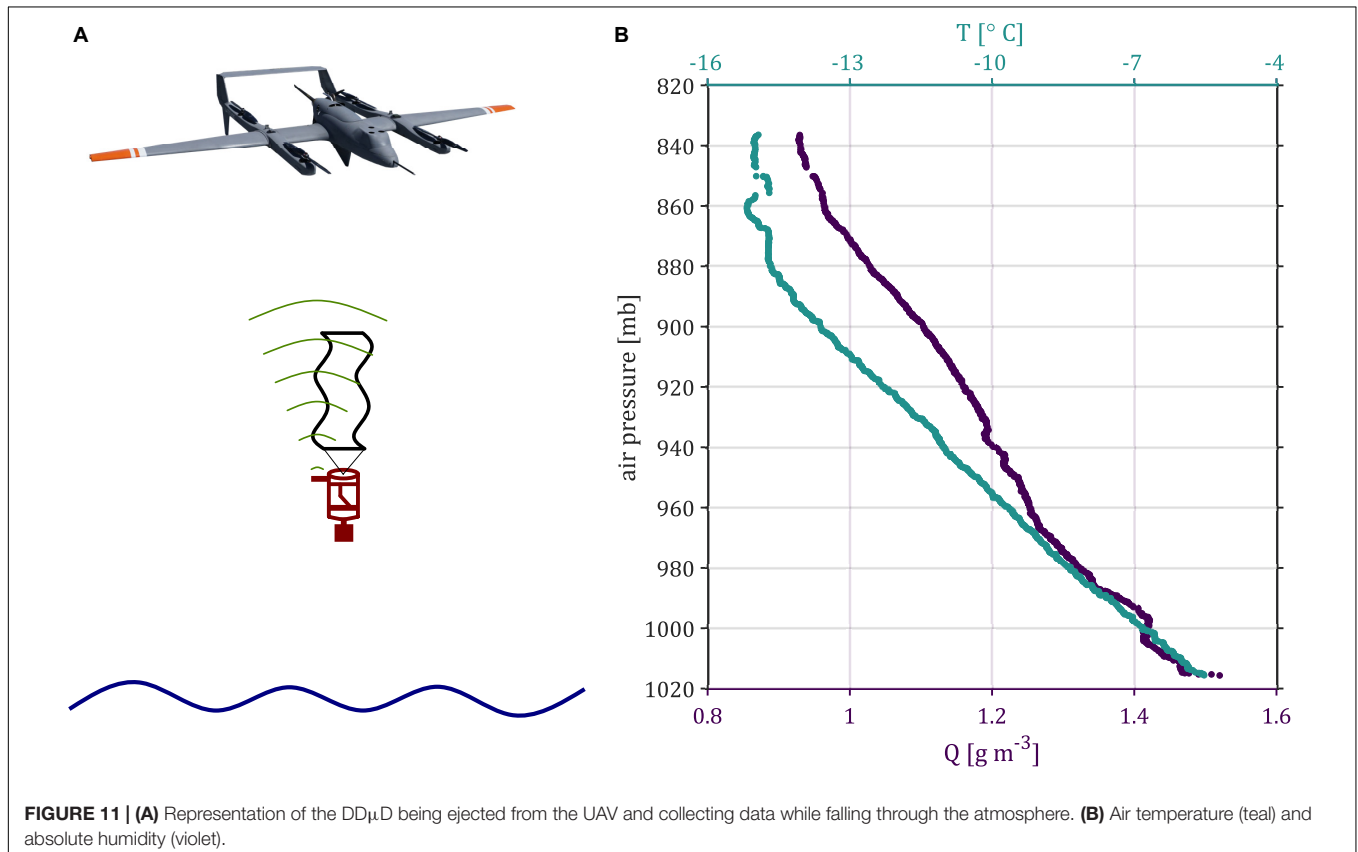 A
B
T [° C]
-16 -13 -10 -7 -4
820
840
860
880
900
920
940
960
980
1000
1020
air pressure [mb]
0.8 1 1.2 1.4 1.6
Q [g m⁻³]
FIGURE 11 | (A) Representation of the DDμD being ejected from the UAV and collecting data while falling through the atmosphere. (B) Air temperature (teal) and
absolute humidity (violet).